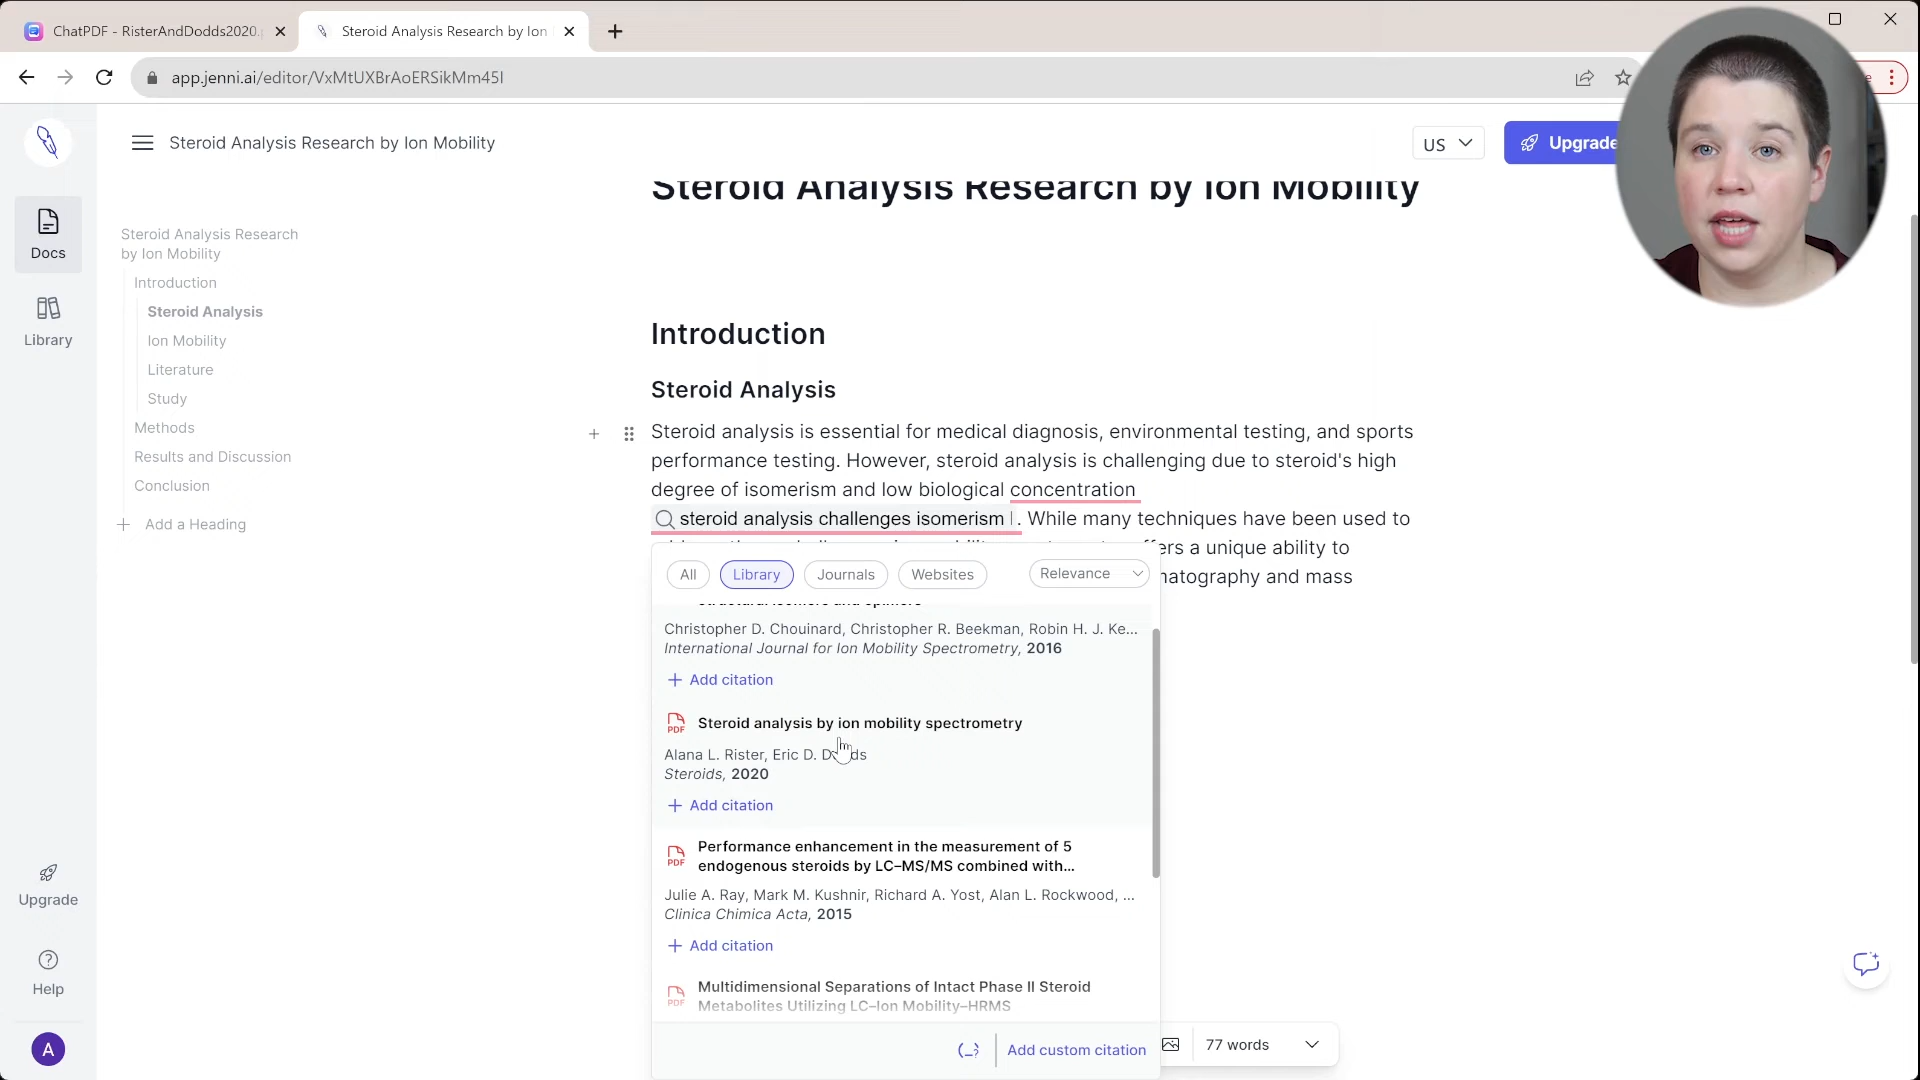 ChatPDF - RisterAndDodds2020.
Steroid Analysis Research by Ion
app.jenni.ai/editor/VxMtUXBrAoERSikMm45I
Steroid Analysis Research by Ion Mobility
US
Upgrade
Docs
Library
Upgrade
Help
A
Steroid Analysis Research
by Ion Mobility
Introduction
Steroid Analysis
Ion Mobility
Literature
Study
Methods
Results and Discussion
Conclusion
Add a Heading
Steroid Analysis Research by Ion Mobility
Introduction
Steroid Analysis
Steroid analysis is essential for medical diagnosis, environmental testing, and sports
performance testing. However, steroid analysis is challenging due to steroid's high
degree of isomerism and low biological concentration
steroid analysis challenges isomerism . While many techniques have been used to
a unique ability to
and mass
All
Library
Journals
Websites
Relevance
structural isomers and epimers
Christopher D. Chouinard, Christopher R. Beekman, Robin H. J. Ke...
International Journal for Ion Mobility Spectrometry, 2016
+ Add citation
PDF Steroid analysis by ion mobility spectrometry
Alana L. Rister, Eric D. Dodds
Steroids, 2020
+ Add citation
PDF Performance enhancement in the measurement of 5
endogenous steroids by LC–MS/MS combined with...
Julie A. Ray, Mark M. Kushnir, Richard A. Yost, Alan L. Rockwood, ...
Clinica Chimica Acta, 2015
+ Add citation
PDF Multidimensional Separations of Intact Phase II Steroid
Metabolites Utilizing LC–Ion Mobility–HRMS
Add custom citation
77 words